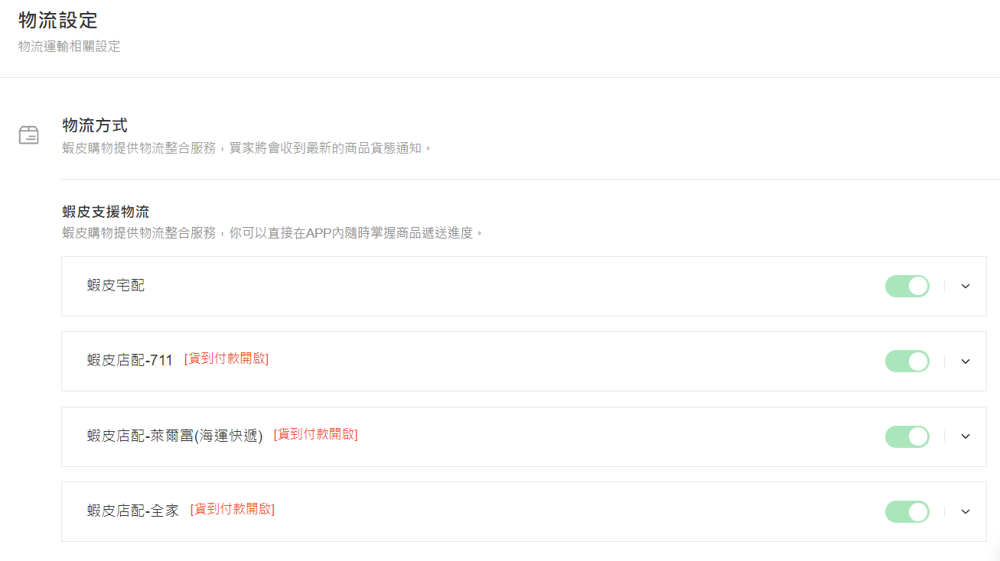 物流設定
物流運輸相關設定
物流方式
蝦皮購物提供物流整合服務，買家將會收到最新的商品貨態通知。
蝦皮支援物流
蝦皮購物提供物流整合服務，你可以直接在APP內隨時掌握商品遞送進度。
蝦皮宅配
蝦皮店配-711 [貨到付款開啟]
蝦皮店配-萊爾富(海運快遞) [貨到付款開啟]
蝦皮店配-全家 [貨到付款開啟]